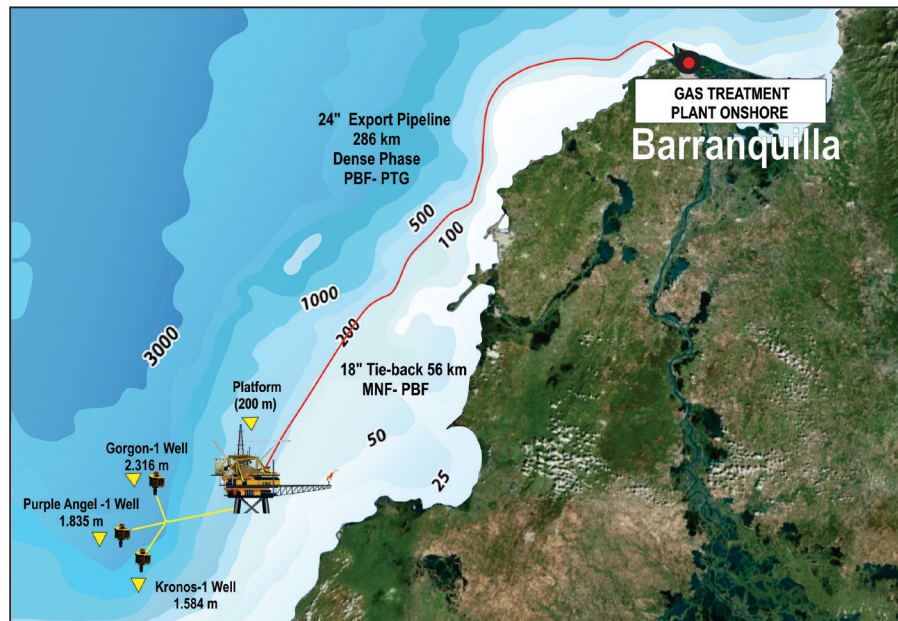 GAS TREATMENT
PLANT ONSHORE
Barranquilla
24" Export Pipeline
286 km
Dense Phase
PBF- PTG
500
100
1000
200
3000
18" Tie-back 56 km
MNF- PBF
Platform
(200 m)
50
25
Gorgon-1 Well
2.316 m
Purple Angel -1 Well
1.835 m
Kronos-1 Well
1.584 m